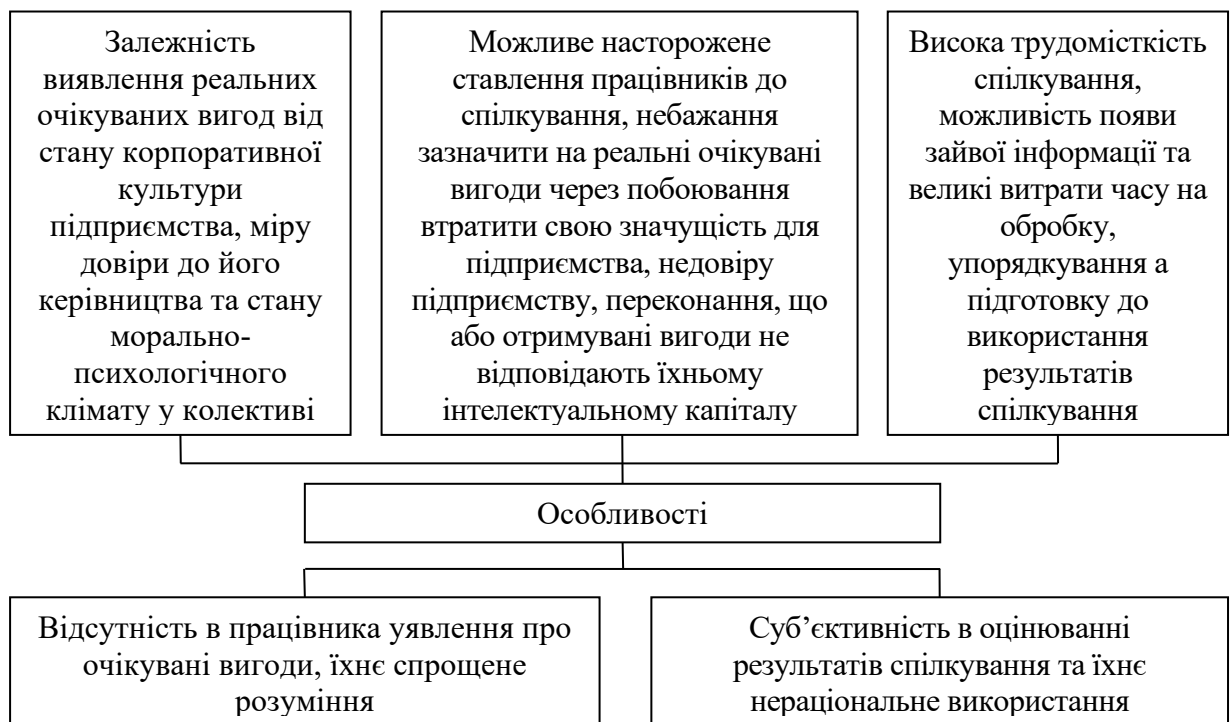 Залежність
виявлення реальних
очікуваних вигод від
стану корпоративної
культури
підприємства, міру
довіри до його
керівництва та стану
морально-
психологічного
клімату у колективі
Можливе насторожене
ставлення працівників до
спілкування, небажання
зазначити на реальні очікувані
вигоди через побоювання
втратити свою значущість для
підприємства, недовіру
підприємству, переконання, що
або отримувані вигоди не
відповідають їхньому
інтелектуальному капіталу
Висока трудомісткість
спілкування,
можливість появи
зайвої інформації та
великі витрати часу на
обробку,
упорядкування а
підготовку до
використання
результатів
спілкування
Особливості
Відсутність в працівника уявлення про
очікувані вигоди, їхнє спрощене
розуміння
Суб’єктивність в оцінюванні
результатів спілкування та їхнє
нераціональне використання